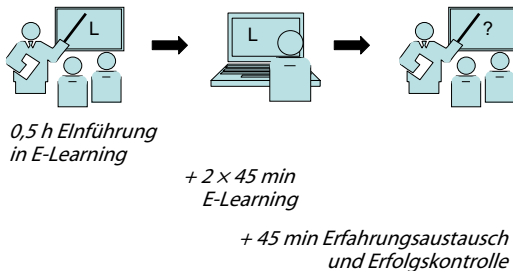 L
L
?
0,5 h EInführung
in E-Learning
+ 2 × 45 min
E-Learning
+ 45 min Erfahrungsaustausch
und Erfolgskontrolle